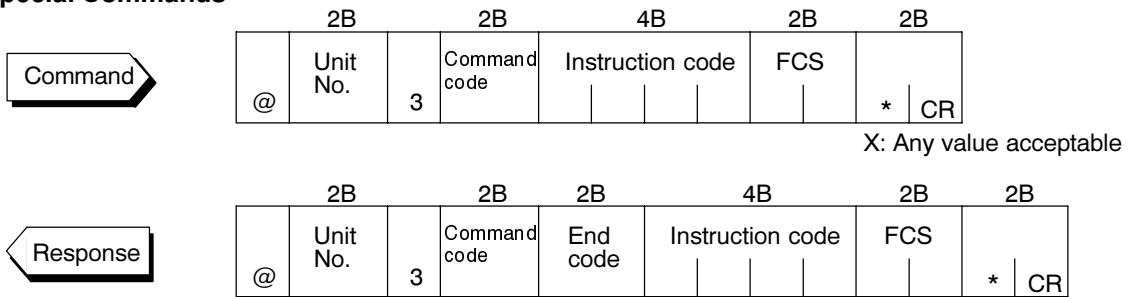 pecial Commands
2B 2B 4B 2B 2B
Command
@ Unit No. 3 Command code Instruction code FCS * CR
X: Any value acceptable
2B 2B 2B 4B 2B 2B
Response
@ Unit No. 3 Command code End code Instruction code FCS * CR